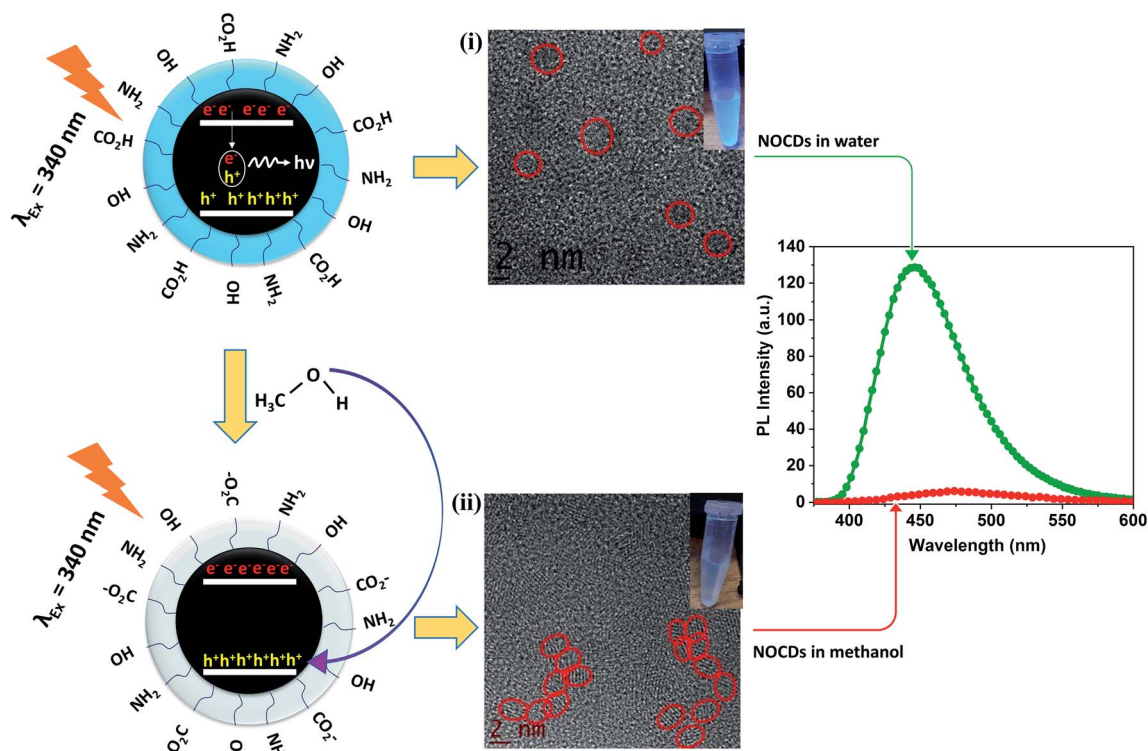 CO₂H
NH₂
OH
OH
NH₂
CO₂H
CO₂H
NH₂
OH
OH
NH₂
CO₂H
CO₂H
OH
NH₂
λEx = 340 nm
e⁻ e⁻ e⁻ e⁻ e⁻
e⁻
h⁺
hν
h⁺ h⁺ h⁺ h⁺ h⁺
(i)
2 nm
NOCDs in water
H₃C
O
H
-O₂C
NH₂
OH
OH
NH₂
CO₂-
-O₂C
NH₂
OH
OH
NH₂
CO₂-
-O₂C
O
NH₂
λEx = 340 nm
e⁻ e⁻ e⁻ e⁻ e⁻ e⁻
h⁺h⁺h⁺h⁺h⁺h⁺
(ii)
2 nm
NOCDs in methanol
PL Intensity (a.u.)
140
120
100
80
60
40
20
0
400 450 500 550 600
Wavelength (nm)